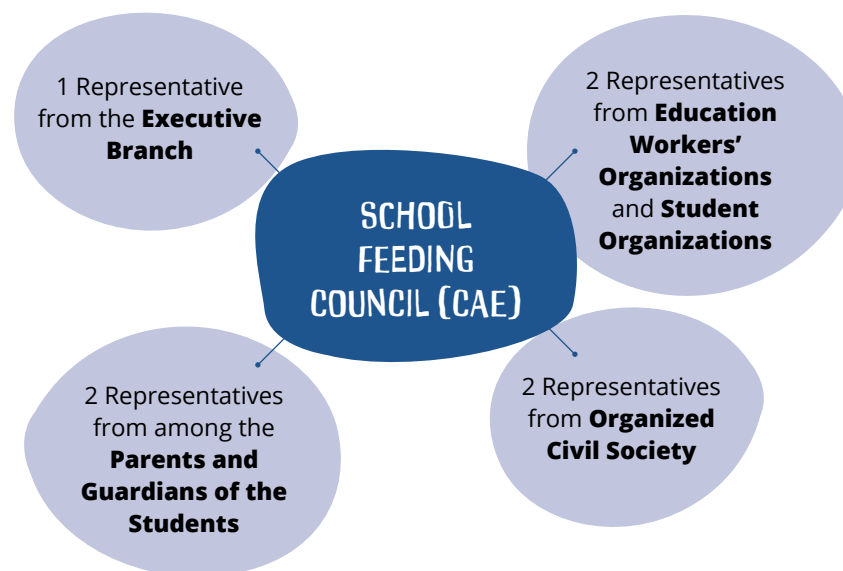 1 Representative
from the Executive
Branch
2 Representatives
from Education
Workers’
Organizations
and Student
Organizations
SCHOOL
FEEDING
COUNCIL (CAE)
2 Representatives
from among the
Parents and
Guardians of the
Students
2 Representatives
from Organized
Civil Society